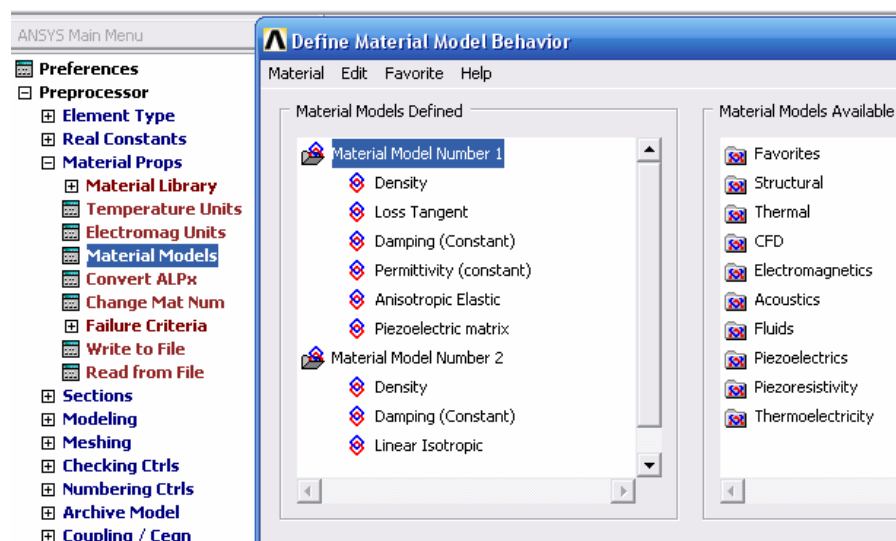 ANSYS Main Menu
Preferences
Preprocessor
Element Type
Real Constants
Material Props
Material Library
Temperature Units
Electromag Units
Material Models
Convert ALPx
Change Mat Num
Failure Criteria
Write to File
Read from File
Sections
Modeling
Meshing
Checking Ctrls
Numbering Ctrls
Archive Model
Coupling / Ceqn
Define Material Model Behavior
Material Edit Favorite Help
Material Models Defined
Material Model Number 1
Density
Loss Tangent
Damping (Constant)
Permittivity (constant)
Anisotropic Elastic
Piezoelectric matrix
Material Model Number 2
Density
Damping (Constant)
Linear Isotropic
Material Models Available
Favorites
Structural
Thermal
CFD
Electromagnetics
Acoustics
Fluids
Piezoelectrics
Piezoresistivity
Thermoelectricity